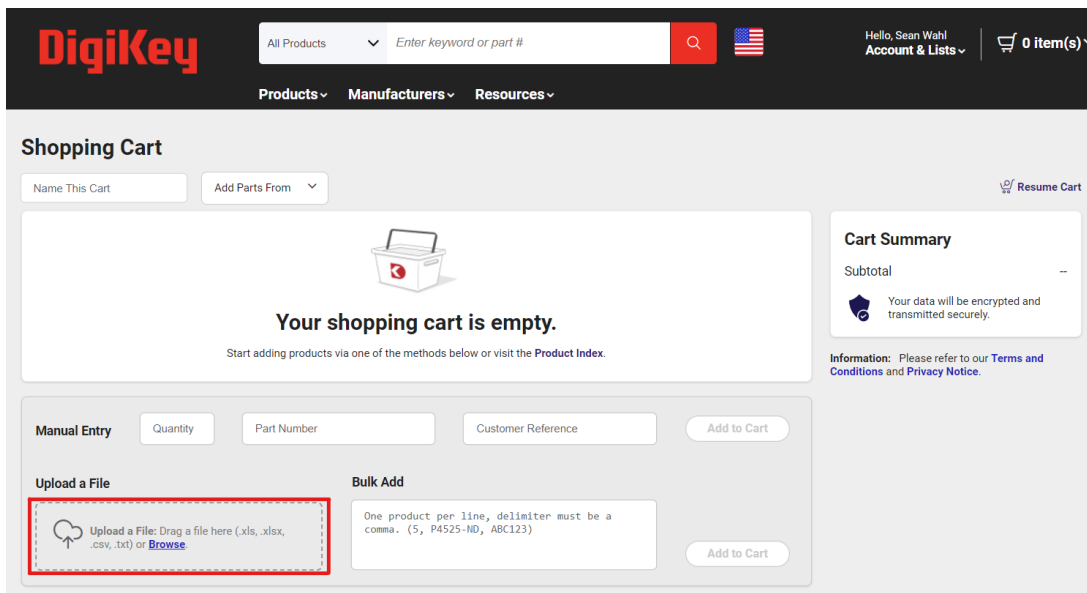 DigiKey
All Products
Enter keyword or part #
Hello, Sean Wahl
Account & Lists
0 item(s)
Products
Manufacturers
Resources
Shopping Cart
Name This Cart
Add Parts From
Resume Cart
Your shopping cart is empty.
Start adding products via one of the methods below or visit the Product Index.
Cart Summary
Subtotal
--
Your data will be encrypted and
transmitted securely.
Information: Please refer to our Terms and
Conditions and Privacy Notice.
Manual Entry
Quantity
Part Number
Customer Reference
Add to Cart
Upload a File
Upload a File: Drag a file here (.xls, .xlsx,
.csv, .txt) or Browse.
Bulk Add
One product per line, delimiter must be a
comma. (5, P4525-ND, ABC123)
Add to Cart